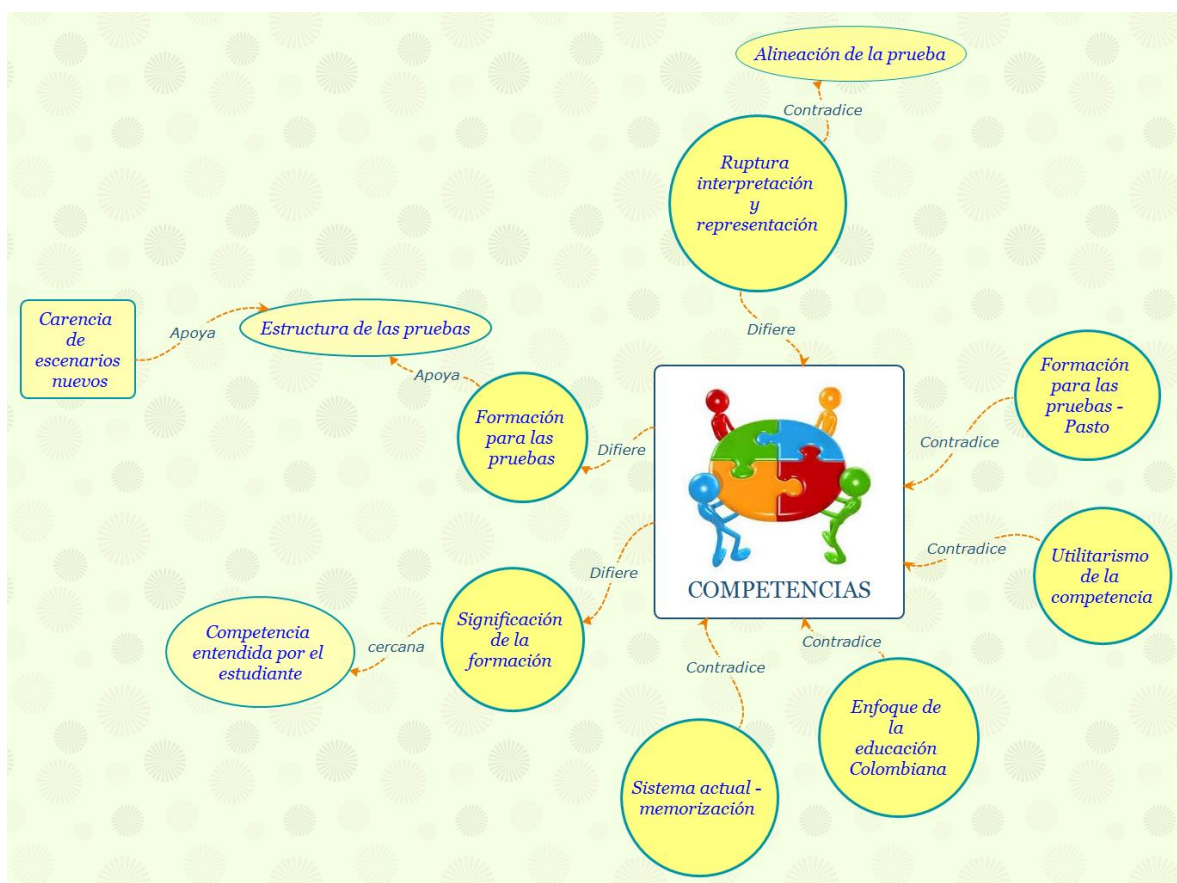 Alineación de la prueba
Contradice
Ruptura
interpretación
y
representación
Difiere
Carencia
de
escenarios
nuevos
Apoya
Estructura de las pruebas
Apoya
Formación
para las
pruebas
Difiere
Formación
para las
pruebas -
Pasto
Contradice
COMPETENCIAS
Contradice
Utilitarismo
de la
competencia
Difiere
Significación
de la
formación
cercana
Competencia
entendida por el
estudiante
Contradice
Contradice
Enfoque de
la
educación
Colombiana
Sistema actual -
memorización